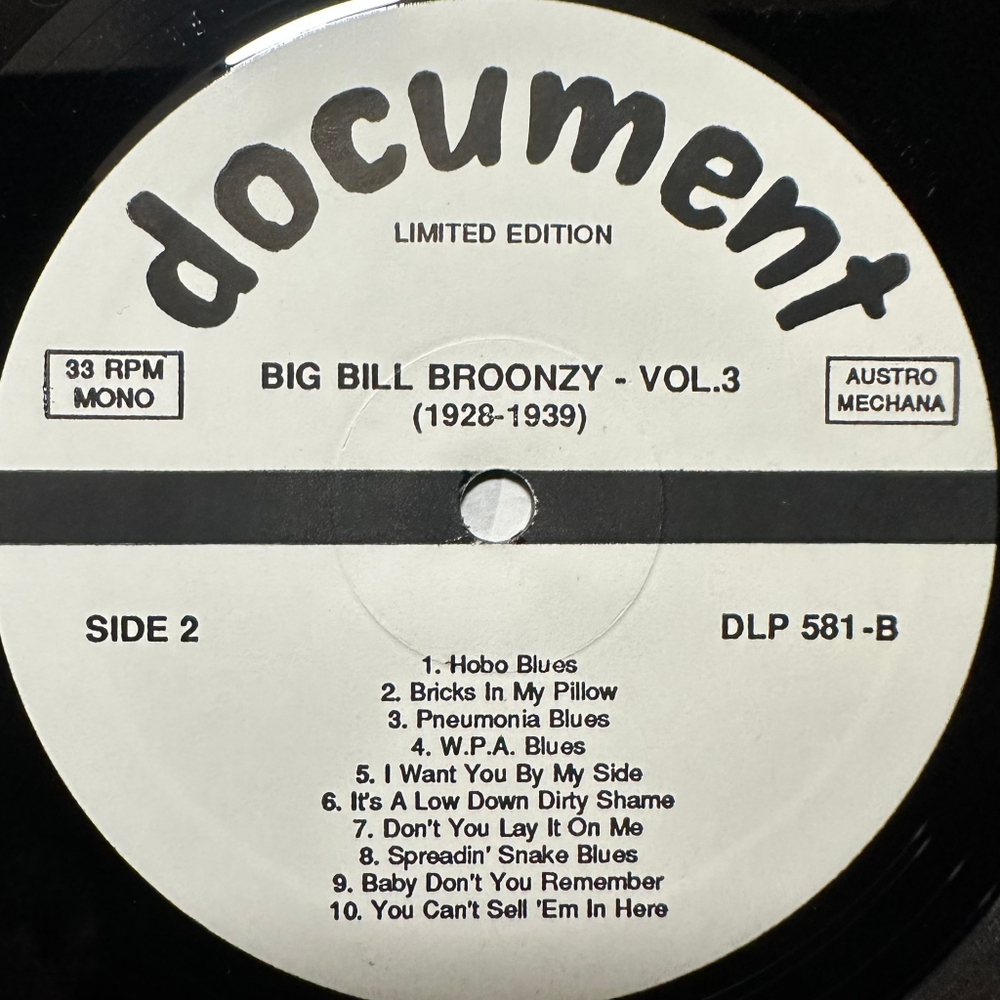 document
LIMITED EDITION
33 RPM
MONO
BIG BILL BROONZY - VOL.3
(1928-1939)
AUSTRO
MECHANA
SIDE 2
DLP 581-B
1. Hobo Blues
2. Bricks In My Pillow
3. Pneumonia Blues
4. W.P.A. Blues
5. I Want You By My Side
6. It's A Low Down Dirty Shame
7. Don't You Lay It On Me
8. Spreadin' Snake Blues
9. Baby Don't You Remember
10. You Can't Sell 'Em In Here